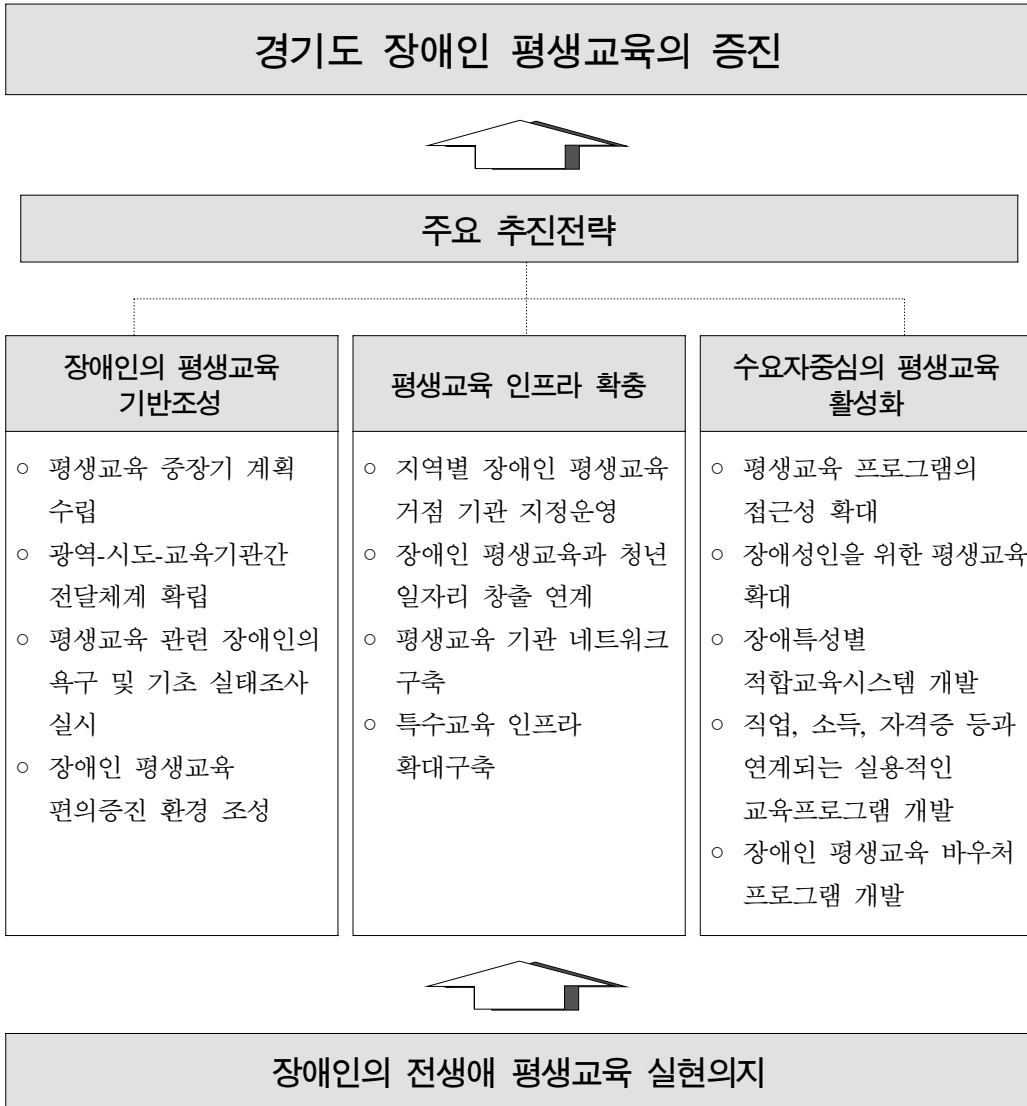 경기도 장애인 평생교육의 증진
주요 추진전략
장애인의 평생교육
기반조성
○ 평생교육 중장기 계획
수립
○ 광역-시도-교육기관간
전달체계 확립
○ 평생교육 관련 장애인의
욕구 및 기초 실태조사
실시
○ 장애인 평생교육
편의증진 환경 조성
평생교육 인프라 확충
○ 지역별 장애인 평생교육
거점 기관 지정운영
○ 장애인 평생교육과 청년
일자리 창출 연계
○ 평생교육 기관 네트워크
구축
○ 특수교육 인프라
확대구축
수요자중심의 평생교육
활성화
○ 평생교육 프로그램의
접근성 확대
○ 장애성인을 위한 평생교육
확대
○ 장애특성별
적합교육시스템 개발
○ 직업, 소득, 자격증 등과
연계되는 실용적인
교육프로그램 개발
○ 장애인 평생교육 바우처
프로그램 개발
장애인의 전생애 평생교육 실현의지